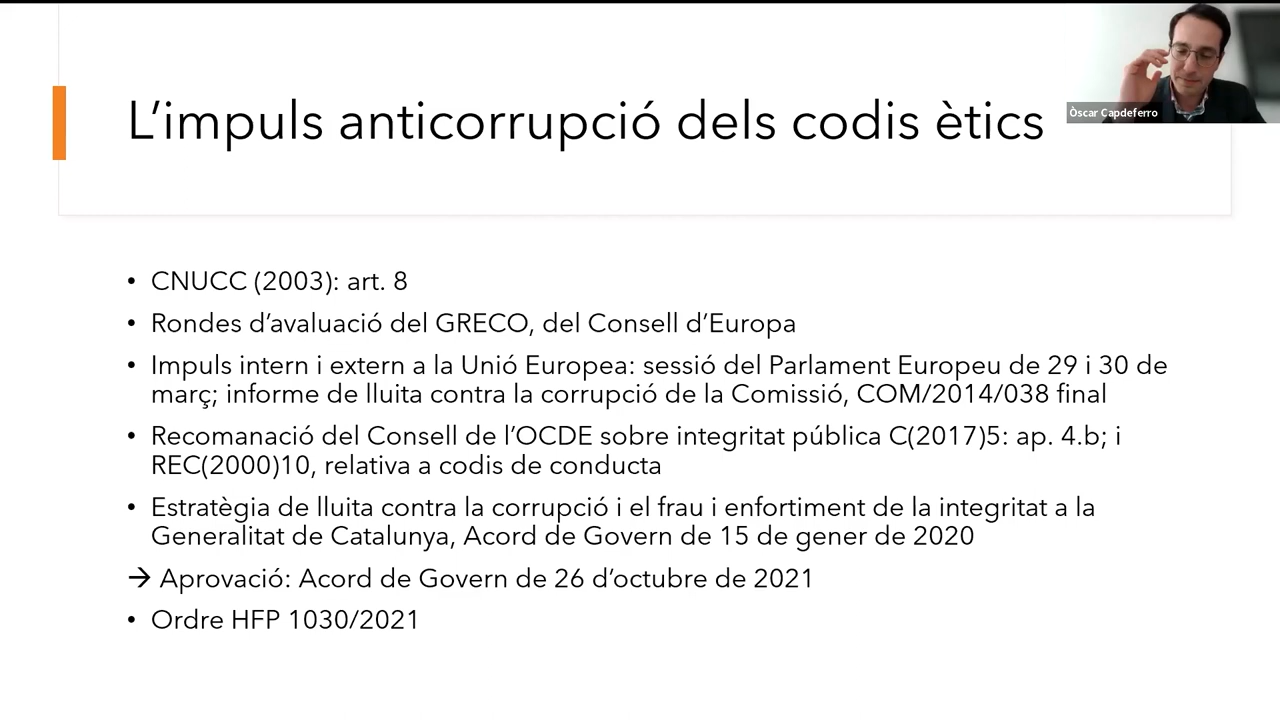 L’impuls anticorrupció dels codis ètics
Òscar Capdeferro
• CNUCC (2003): art. 8
• Rondes d’avaluació del GRECO, del Consell d’Europa
• Impuls intern i extern a la Unió Europea: sessió del Parlament Europeu de 29 i 30 de
març; informe de lluita contra la corrupció de la Comissió, COM/2014/038 final
• Recomanació del Consell de l’OCDE sobre integritat pública C(2017)5: ap. 4.b; i
REC(2000)10, relativa a codis de conducta
• Estratègia de lluita contra la corrupció i el frau i enfortiment de la integritat a la
Generalitat de Catalunya, Acord de Govern de 15 de gener de 2020
→ Aprovació: Acord de Govern de 26 d’octubre de 2021
• Ordre HFP 1030/2021